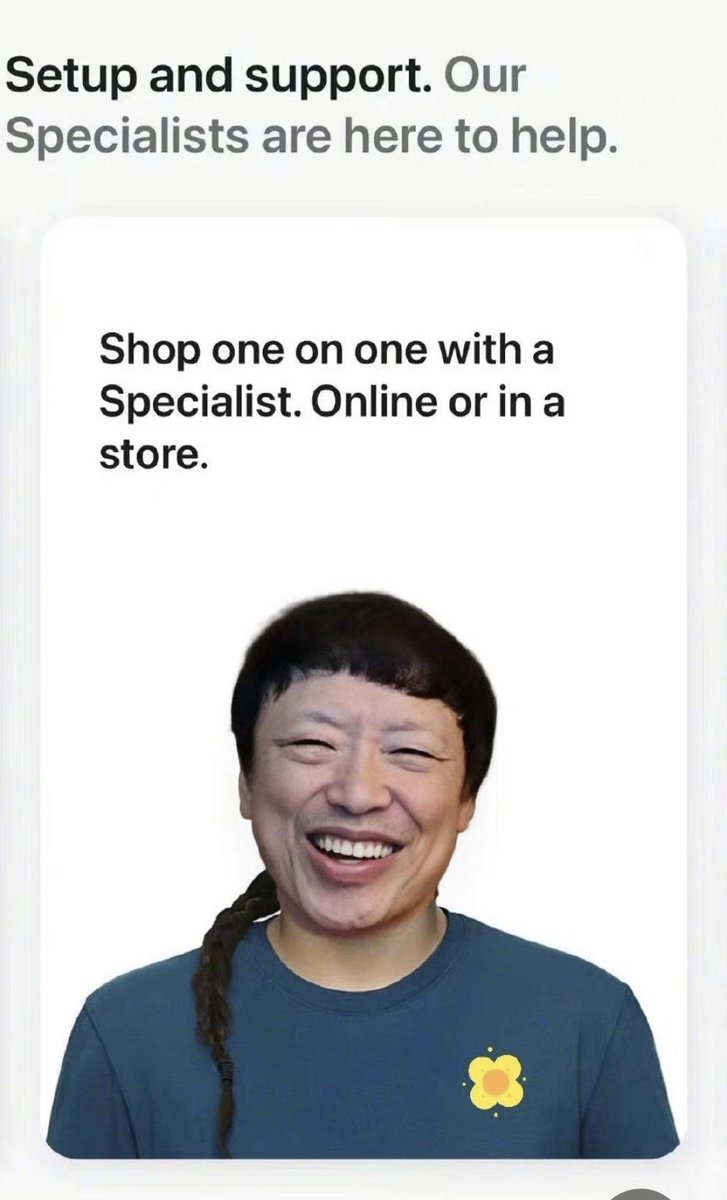 Setup and support. Our
Specialists are here to help.
Shop one on one with a
Specialist. Online or in a
store.